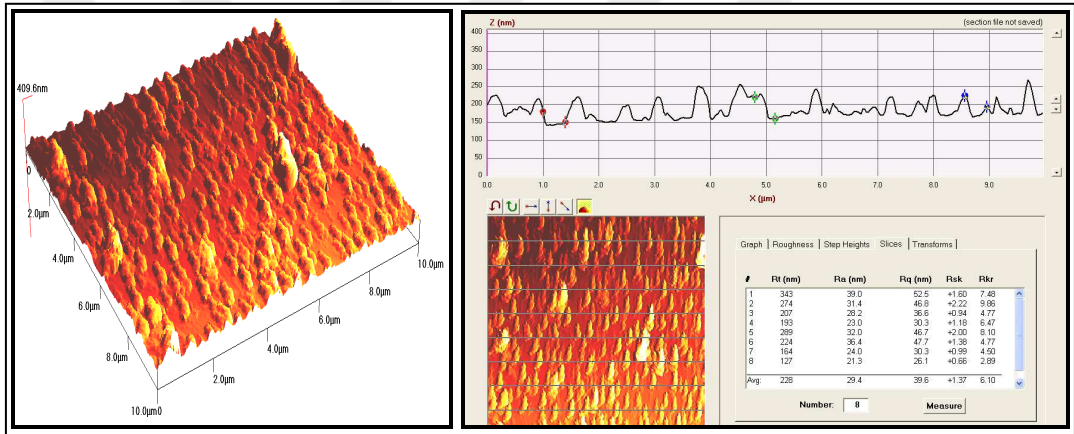 409.6nm
0
2.0μm
4.0μm
6.0μm
8.0μm
10.0μm0
2.0μm
4.0μm
6.0μm
8.0μm
10.0μm
Z (nm)
(section file not saved)
400
350
300
250
200
150
100
50
0
0.0 1.0 2.0 3.0 4.0 5.0 6.0 7.0 8.0 9.0
X (μm)
Graph Roughness Step Heights Slices Transforms
# Rt (nm) Ra (nm) Rq (nm) Rsk Rkr
1 343 39.0 52.5 +1.60 7.48
2 274 31.4 46.8 +2.22 9.86
3 207 28.2 36.6 +0.94 4.77
4 193 23.0 30.3 +1.18 6.47
5 289 32.0 46.7 +2.00 8.10
6 224 36.4 47.7 +1.38 4.77
7 164 24.0 30.3 +0.99 4.50
8 127 21.3 26.1 +0.66 2.89
Avg: 228 29.4 39.6 +1.37 6.10
Number: 8 Measure